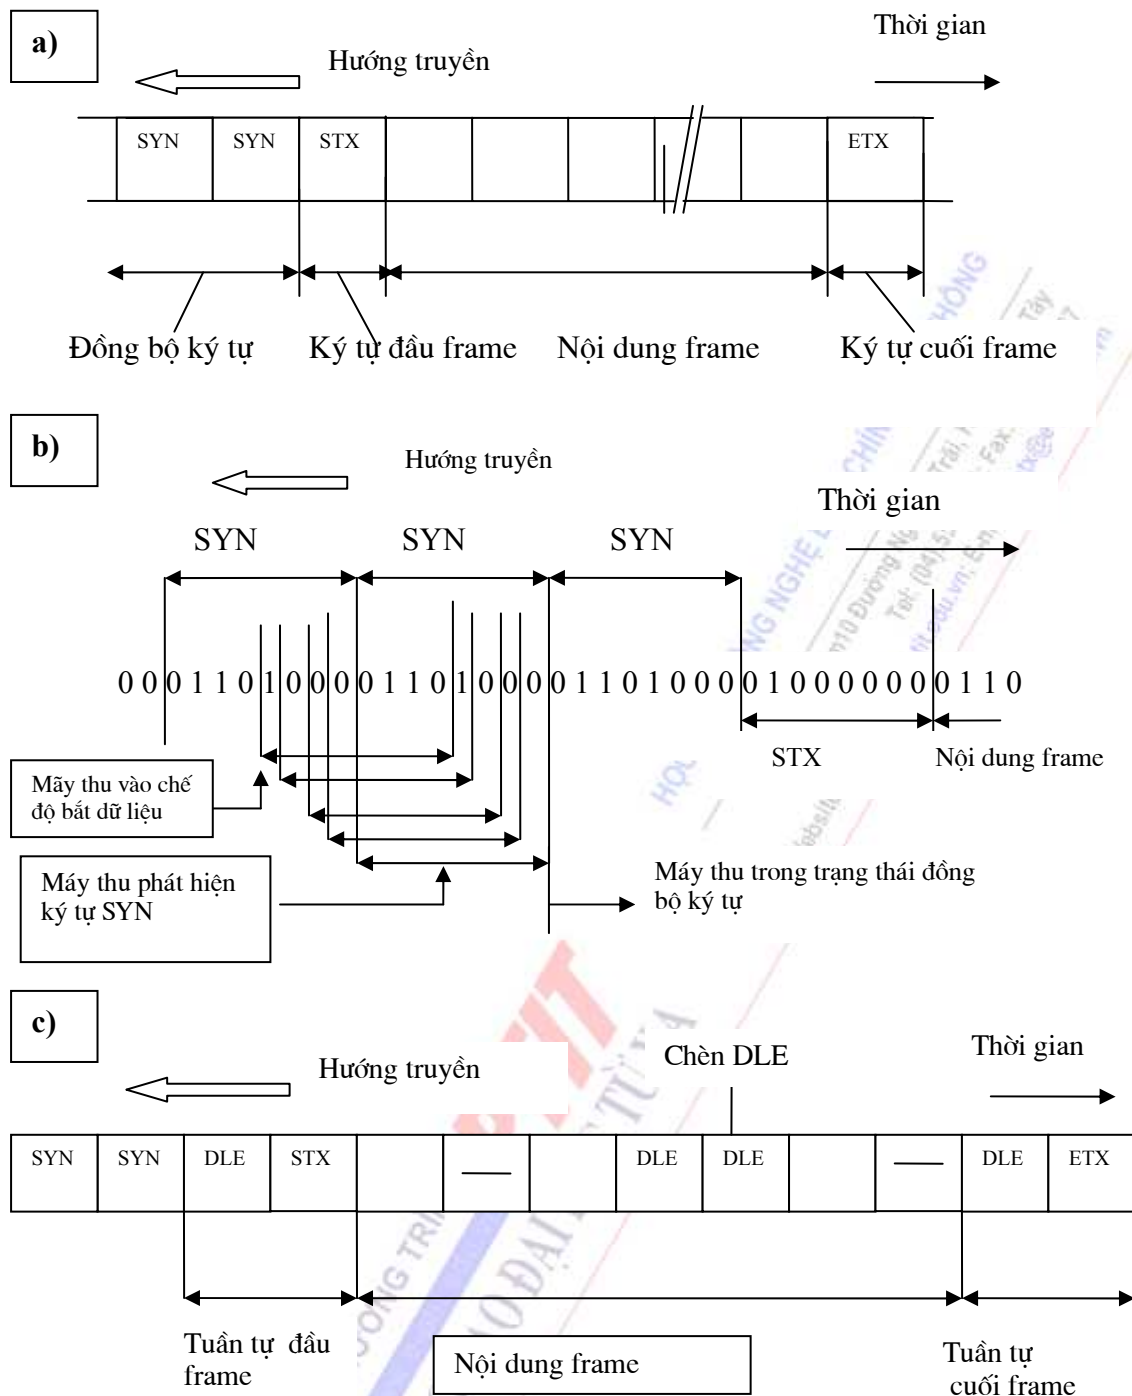 a)
Thời gian
Hướng truyền
SYN SYN STX ETX
Đồng bộ ký tự Ký tự đầu frame Nội dung frame Ký tự cuối frame
b)
Hướng truyền
Thời gian
SYN SYN SYN
0 0 0 1 1 0 1 0 0 0 0 1 1 0 1 0 0 0 0 1 1 0 1 0 0 0 0 1 0 0 0 0 0 0 0 1 1 0
STX Nội dung frame
Mãy thu vào chế
độ bắt dữ liệu
Máy thu phát hiện
ký tự SYN
Máy thu trong trạng thái đồng
bộ ký tự
c)
Hướng truyền
Chèn DLE
Thời gian
SYN SYN DLE STX DLE DLE DLE ETX
Tuần tự đầu
frame
Nội dung frame
Tuần tự
cuối frame